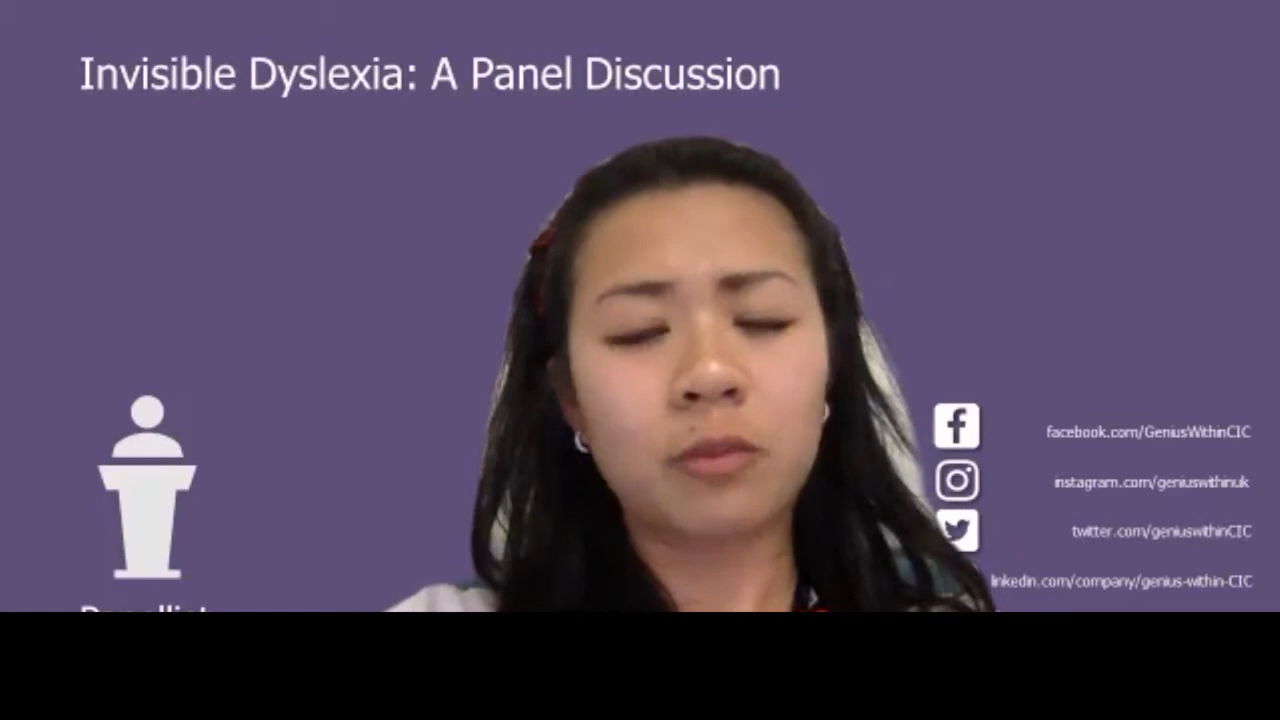 Invisible Dyslexia: A Panel Discussion
facebook.com/GeniusWithinCIC
instagram.com/geniuswithinuk
twitter.com/geniuswithinCIC
linkedin.com/company/genius-within-CIC